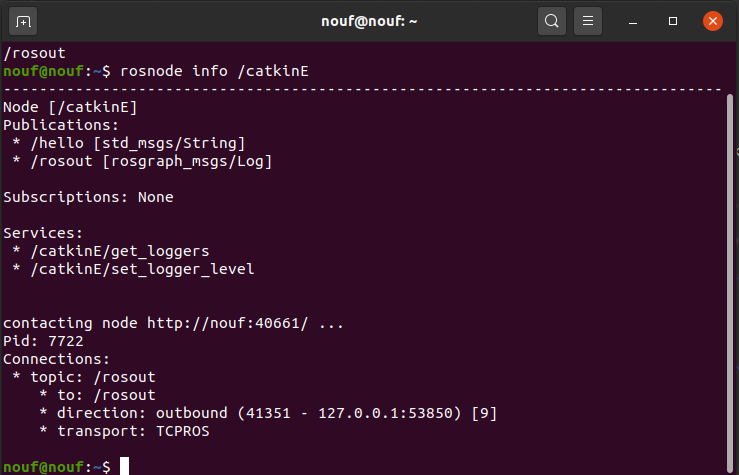 nouf@nouf: ~
/rosout
nouf@nouf:~$ rosnode info /catkinE
--------------------------------------------------------------------------------
Node [/catkinE]
Publications:
 * /hello [std_msgs/String]
 * /rosout [rosgraph_msgs/Log]

Subscriptions: None

Services:
 * /catkinE/get_loggers
 * /catkinE/set_logger_level


contacting node http://nouf:40661/ ...
Pid: 7722
Connections:
 * topic: /rosout
    * to: /rosout
    * direction: outbound (41351 - 127.0.0.1:53850) [9]
    * transport: TCPROS

nouf@nouf:~$